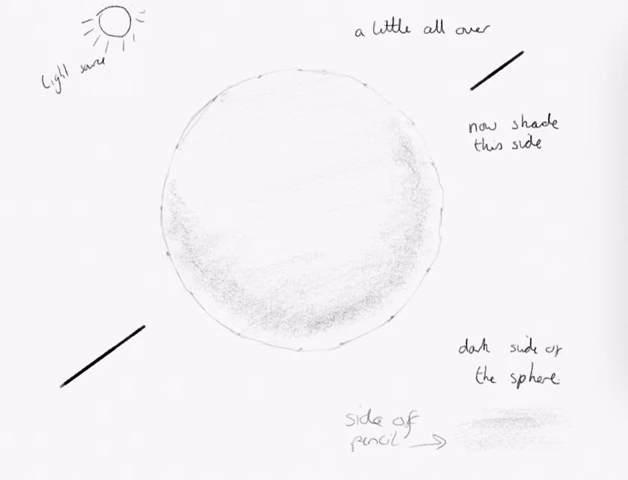 a little all over
Light source
now shade
this side
dark side of
the sphere
side of
pencil